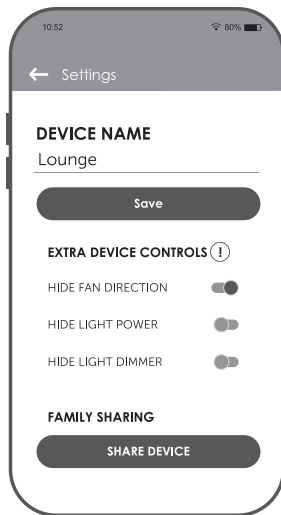 10:52 80%
Settings
DEVICE NAME
Lounge
Save
EXTRA DEVICE CONTROLS !
HIDE FAN DIRECTION
HIDE LIGHT POWER
HIDE LIGHT DIMMER
FAMILY SHARING
SHARE DEVICE